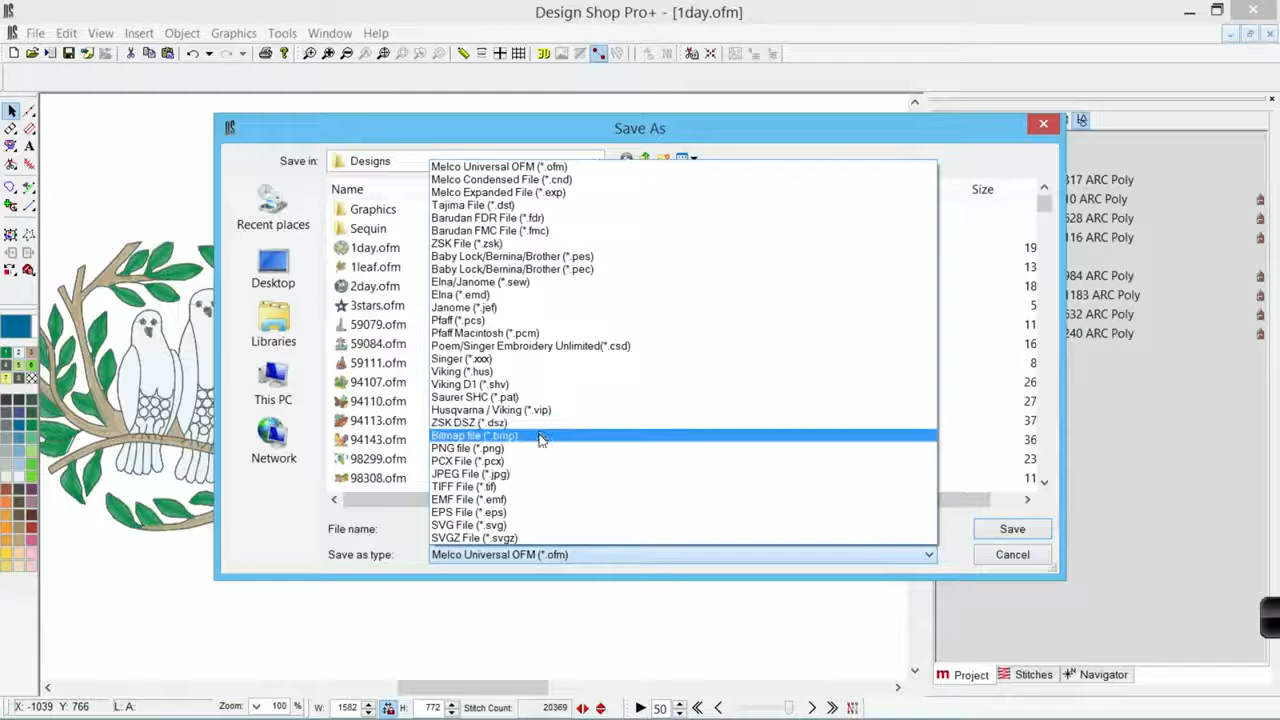 Design Shop Pro+ - [1day.ofm]
File Edit View Insert Object Graphics Tools Window Help
3D
Save As
Save in: Designs
Name Size
Recent places
Desktop
Libraries
This PC
Network
Graphics
Sequin
1day.ofm 19
1leaf.ofm 13
2day.ofm 18
3stars.ofm 5
59079.ofm 11
59084.ofm 16
59111.ofm 8
94107.ofm 26
94110.ofm 27
94113.ofm 37
94143.ofm 36
98299.ofm 23
98308.ofm 11
Melco Universal OFM (*.ofm)
Melco Condensed File (*.cnd)
Melco Expanded File (*.exp)
Tajima File (*.dst)
Barudan FDR File (*.fdr)
Barudan FMC File (*.fmc)
ZSK File (*.zsk)
Baby Lock/Bernina/Brother (*.pes)
Baby Lock/Bernina/Brother (*.pec)
Elna/Janome (*.sew)
Elna (*.emd)
Janome (*.jef)
Pfaff (*.pcs)
Pfaff Macintosh (*.pcm)
Poem/Singer Embroidery Unlimited(*.csd)
Singer (*.xxx)
Viking (*.hus)
Viking D1 (*.shv)
Saurer SHC (*.pat)
Husqvarna / Viking (*.vip)
ZSK DSZ (*.dsz)
Bitmap file (*.bmp)
PNG file (*.png)
PCX File (*.pcx)
JPEG File (*.jpg)
TIFF File (*.tif)
EMF File (*.emf)
EPS File (*.eps)
SVG File (*.svg)
SVGZ File (*.svgz)
File name: Save
Save as type: Melco Universal OFM (*.ofm) Cancel
317 ARC Poly
10 ARC Poly
528 ARC Poly
116 ARC Poly
984 ARC Poly
1183 ARC Poly
532 ARC Poly
240 ARC Poly
Project Stitches Navigator
X: -1039 Y: 766 L: A: Zoom: 100 % W: 1582 H: 772 Stitch Count: 20369 50